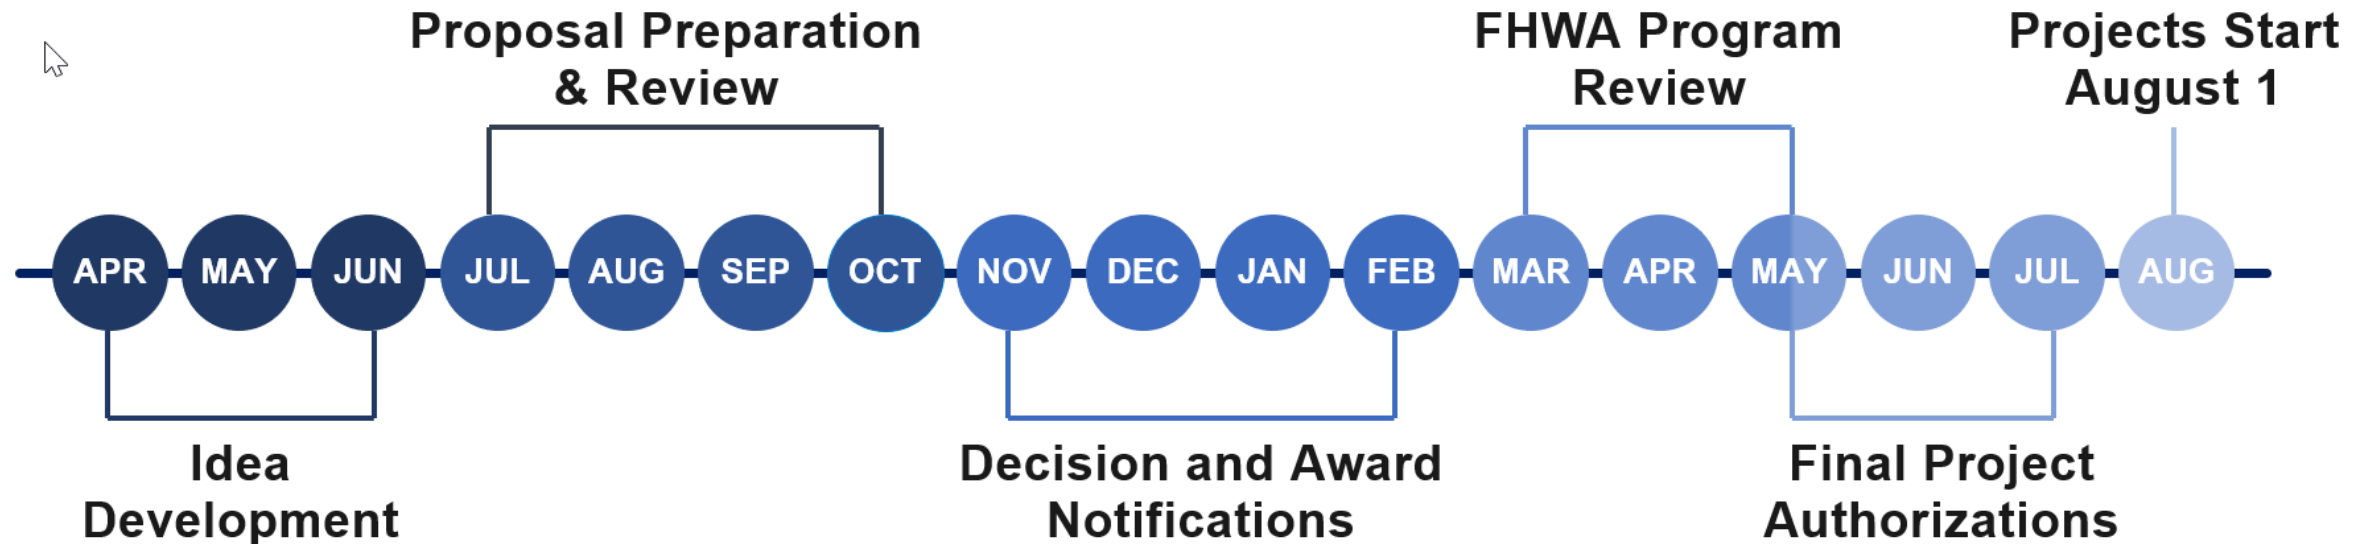 Proposal Preparation
& Review
FHWA Program
Review
Projects Start
August 1
APR MAY JUN JUL AUG SEP OCT NOV DEC JAN FEB MAR APR MAY JUN JUL AUG
Idea
Development
Decision and Award
Notifications
Final Project
Authorizations